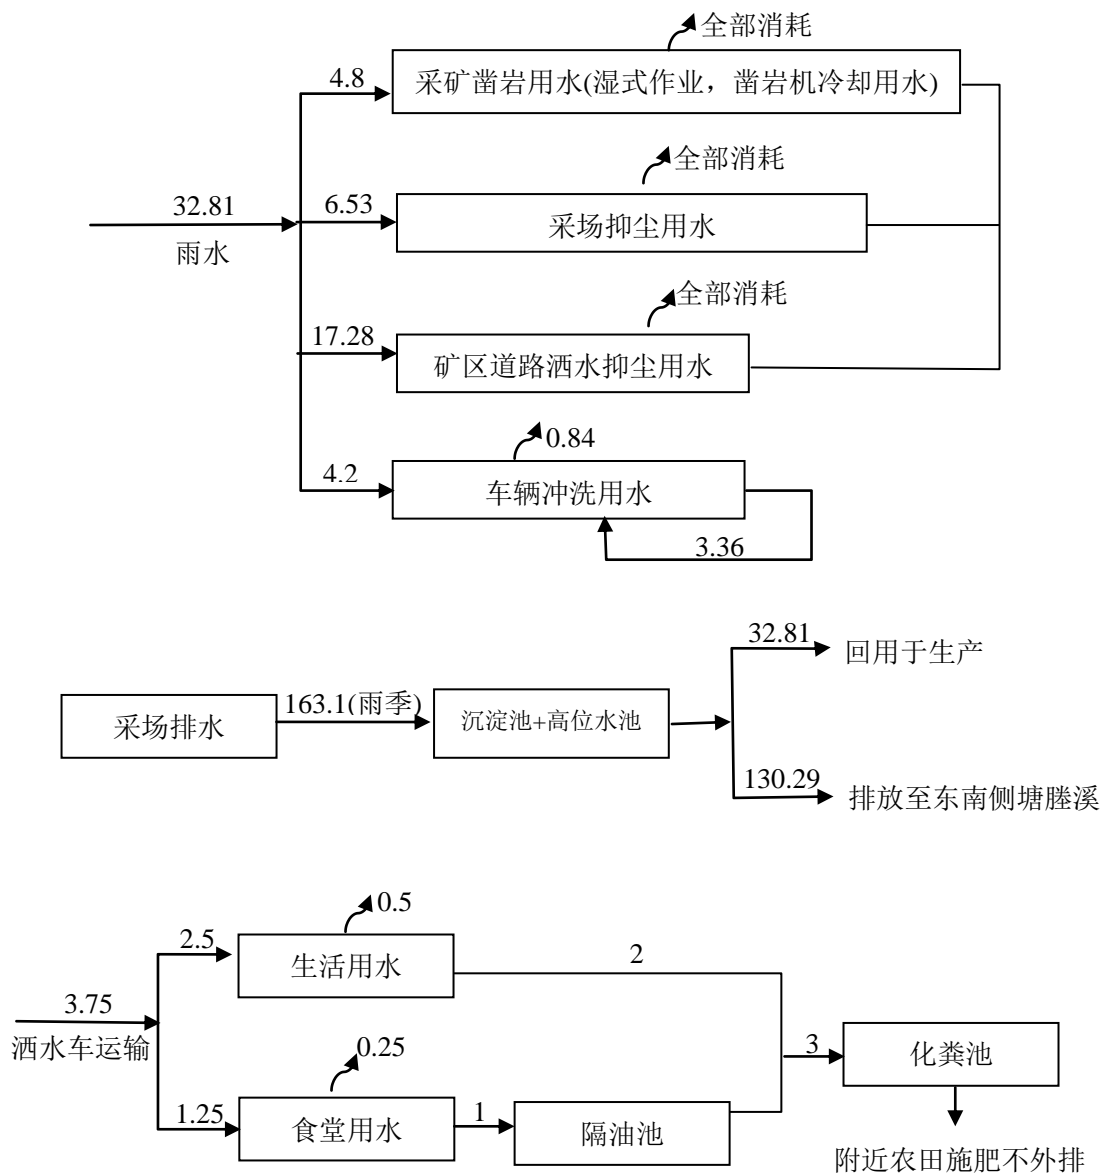 全部消耗
4.8
采矿凿岩用水(湿式作业，凿岩机冷却用水)
全部消耗
32.81
雨水
6.53
采场抑尘用水
全部消耗
17.28
矿区道路洒水抑尘用水
0.84
4.2
车辆冲洗用水
3.36
采场排水
163.1(雨季)
沉淀池+高位水池
32.81
回用于生产
130.29
排放至东南侧塘塍溪
0.5
2.5
生活用水
2
3.75
洒水车运输
0.25
1.25
食堂用水
1
隔油池
3
化粪池
附近农田施肥不外排